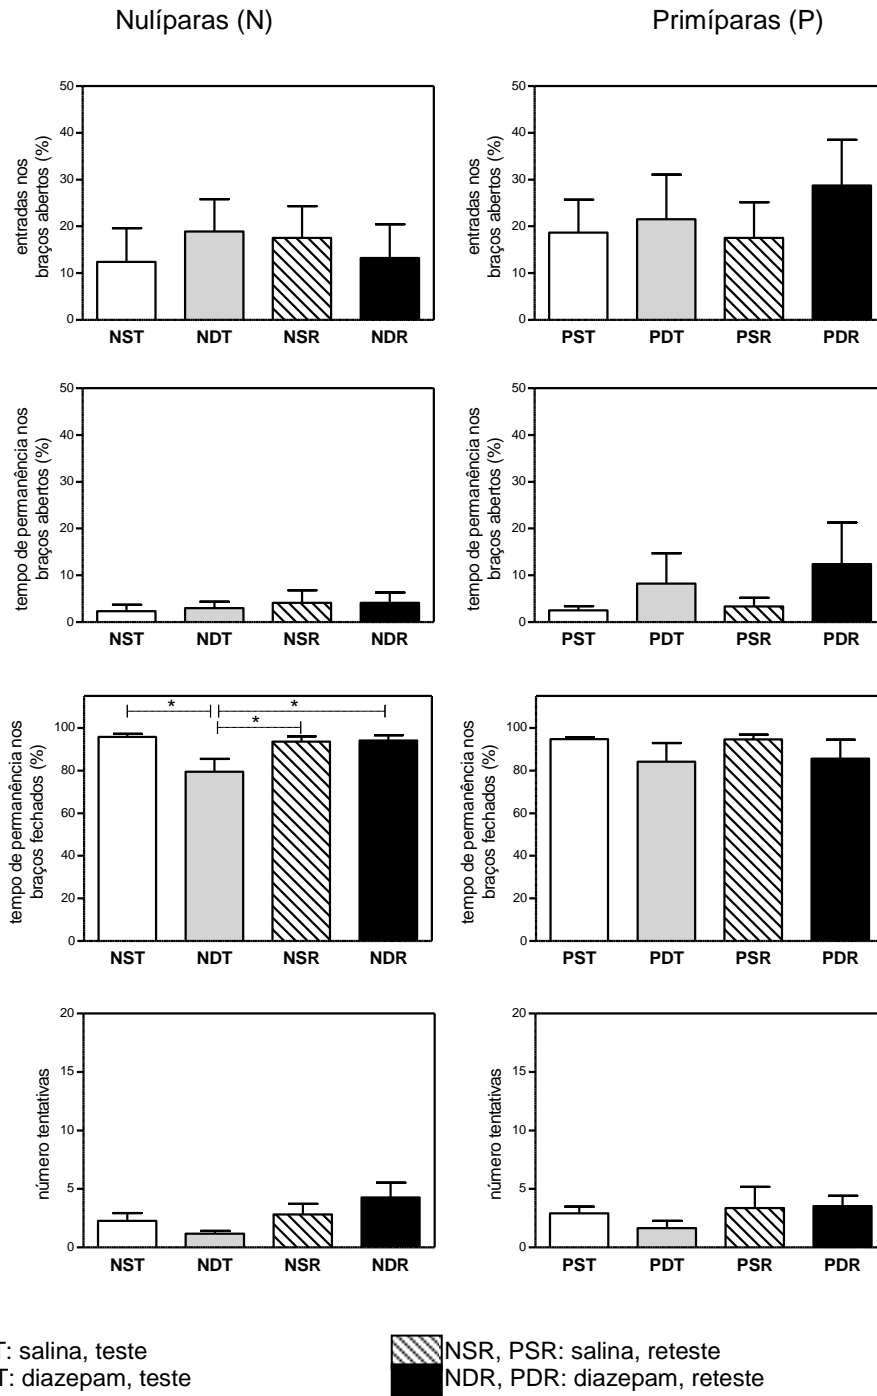 Nulíparas (N)
Primíparas (P)
entradas nos
braços abertos (%)
50
40
30
20
10
0
NST NDT NSR NDR
entradas nos
braços abertos (%)
50
40
30
20
10
0
PST PDT PSR PDR
tempo de permanência nos
braços abertos (%)
50
40
30
20
10
0
NST NDT NSR NDR
tempo de permanência nos
braços abertos (%)
50
40
30
20
10
0
PST PDT PSR PDR
tempo de permanência nos
braços fechados (%)
100
80
60
40
20
0
* *
*
NST NDT NSR NDR
tempo de permanência nos
braços fechados (%)
100
80
60
40
20
0
PST PDT PSR PDR
número tentativas
20
15
10
5
0
NST NDT NSR NDR
número tentativas
20
15
10
5
0
PST PDT PSR PDR
T: salina, teste
T: diazepam, teste
NSR, PSR: salina, reteste
NDR, PDR: diazepam, reteste